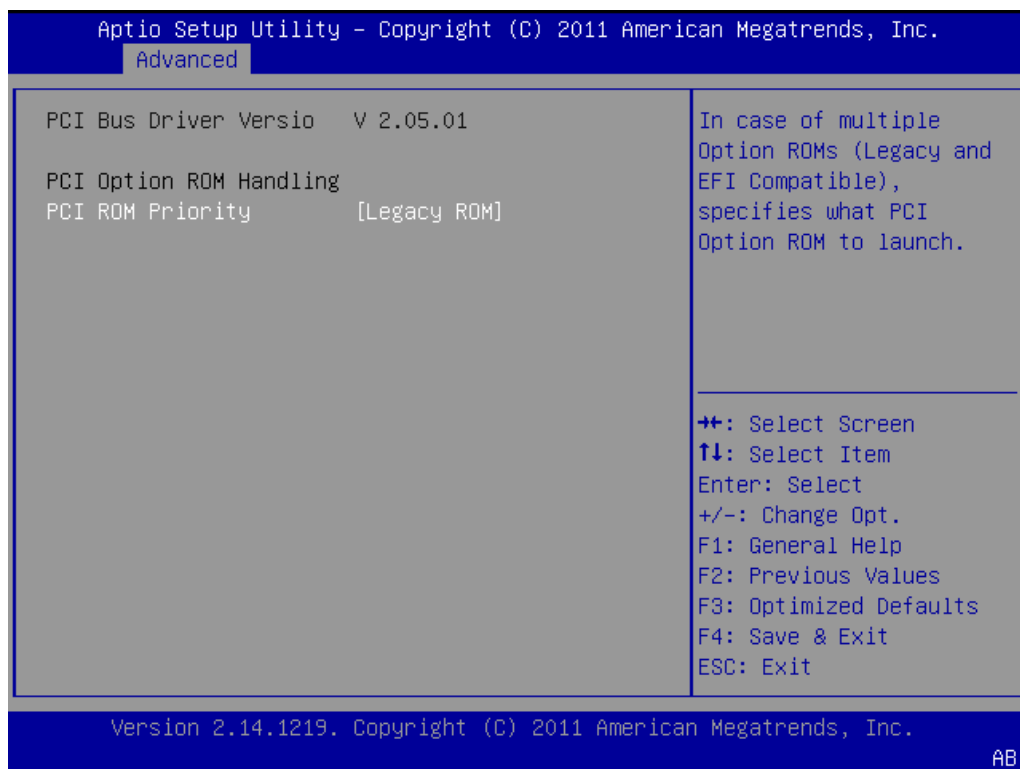 Aptio Setup Utility – Copyright (C) 2011 American Megatrends, Inc.
Advanced
PCI Bus Driver Versio V 2.05.01
PCI Option ROM Handling
PCI ROM Priority [Legacy ROM]
In case of multiple
Option ROMs (Legacy and
EFI Compatible),
specifies what PCI
Option ROM to launch.
→←: Select Screen
↑↓: Select Item
Enter: Select
+/-: Change Opt.
F1: General Help
F2: Previous Values
F3: Optimized Defaults
F4: Save & Exit
ESC: Exit
Version 2.14.1219. Copyright (C) 2011 American Megatrends, Inc.
AB